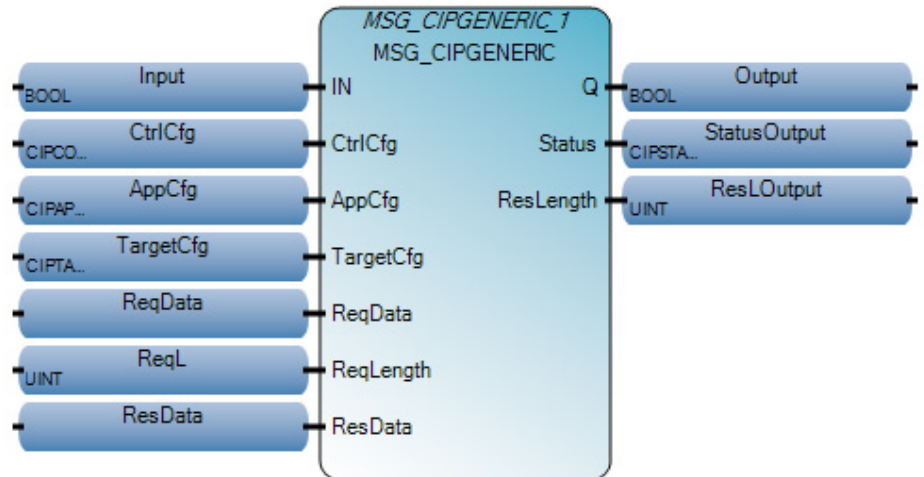 MSG_CIPGENERIC_1
MSG_CIPGENERIC
Input
BOOL
IN
Q
Output
BOOL
CtrlCfg
CIPCO...
CtrlCfg
Status
StatusOutput
CIPSTA...
AppCfg
CIPAP...
AppCfg
ResLength
ResLOutput
UINT
TargetCfg
CIPTA...
TargetCfg
ReqData
ReqData
ReqL
UINT
ReqLength
ResData
ResData